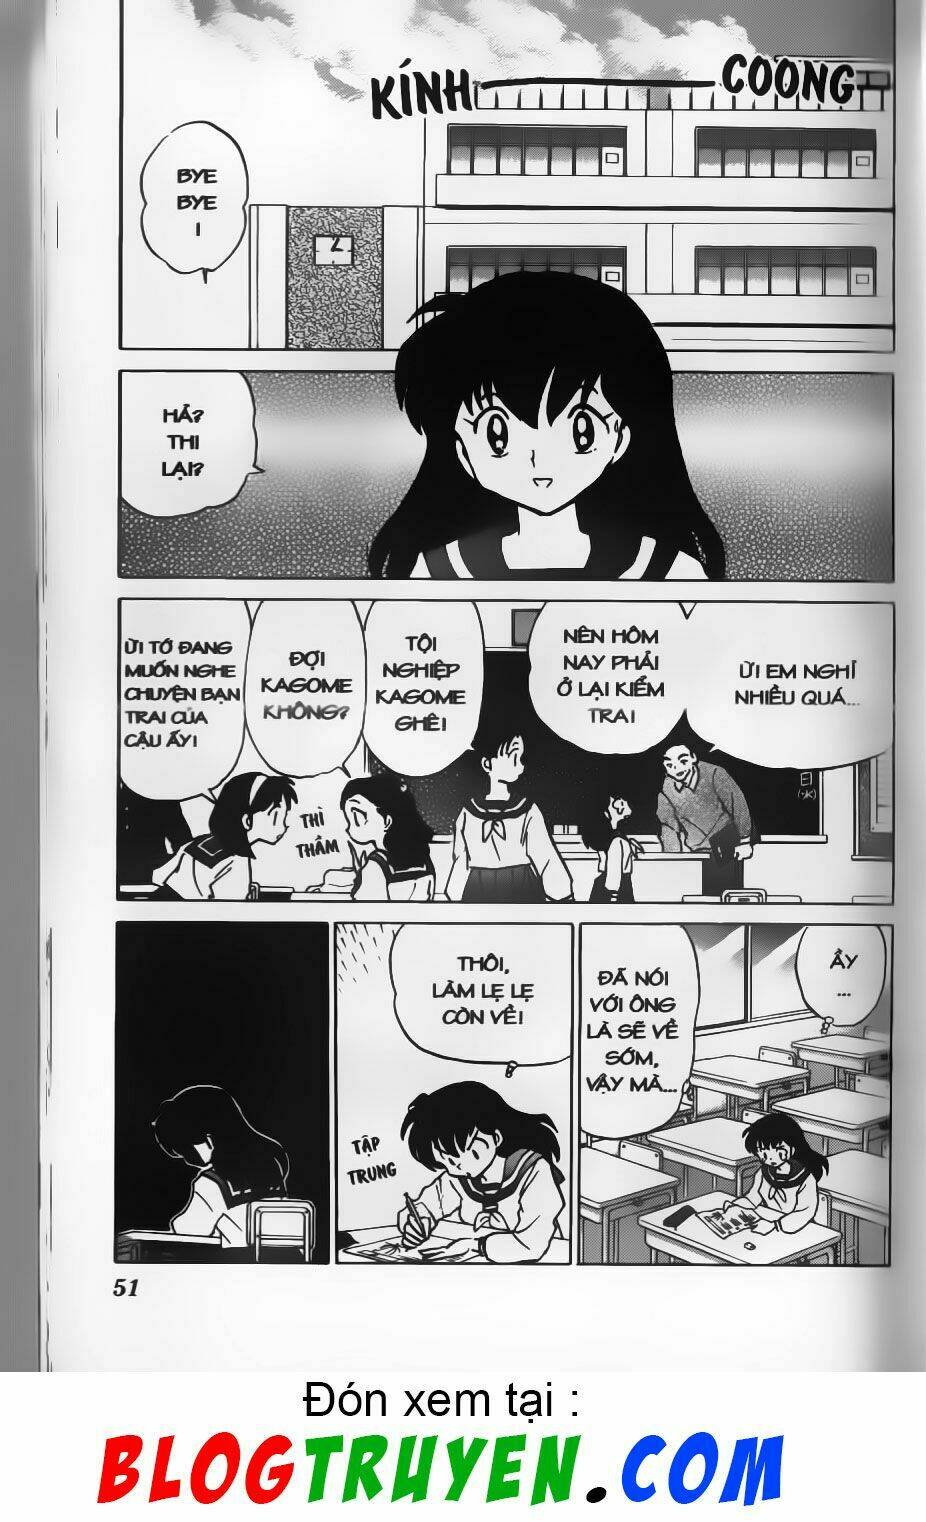 KÍNH COONG
BYE
BYE
!
HẢ?
THI
LẠI?
ỪI EM NGHỈ
NHIỀU QUÁ...
NÊN HÔM
NAY PHẢI
Ở LẠI KIỂM
TRA!
TỘI
NGHIỆP
KAGOME
GHÊ!
ĐỢI
KAGOME
KHÔNG?
ỪI TỚ ĐANG
MUỐN NGHE
CHUYỆN BẠN
TRAI CỦA
CẬU ẤY!
THÌ
THẦM
日
(水)
ẦY
...
ĐÃ NÓI
VỚI ÔNG
LÀ SẼ VỀ
SỚM,
VẬY MÀ...
THÔI,
LÀM LẸ LẸ
CÒN VỀ!
TẬP
TRUNG
51
Đón xem tại :
BLOGTRUYEN.COM